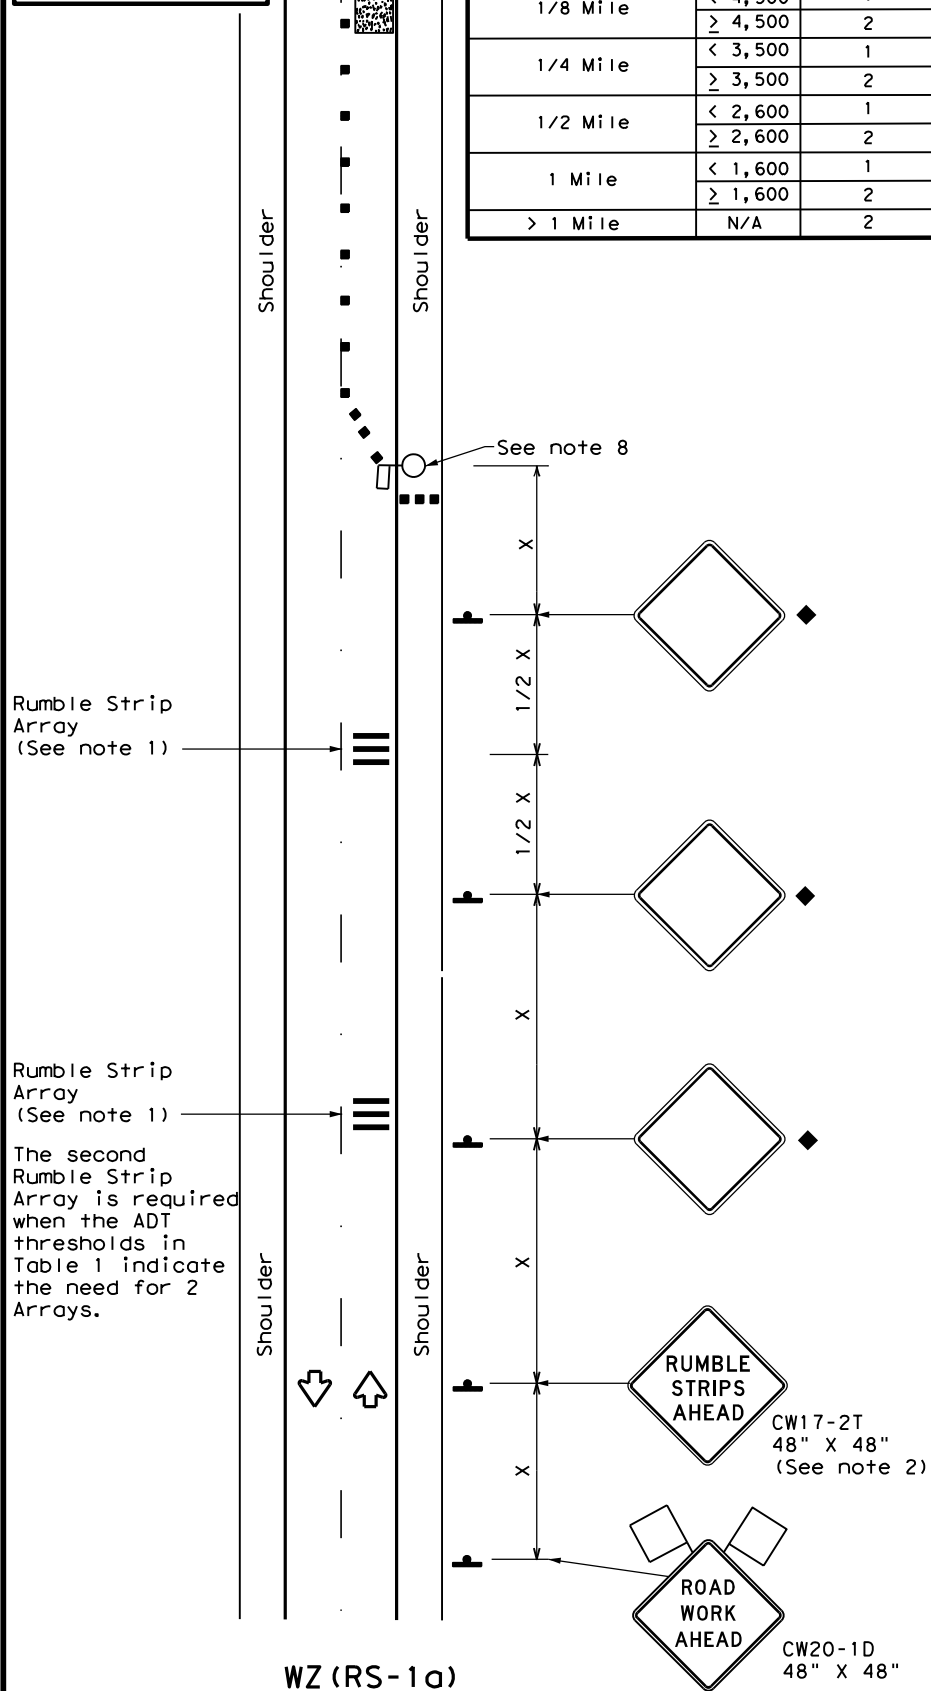 1/8 Mile
< 4,500
≥ 4,500 2
1/4 Mile
< 3,500 1
≥ 3,500 2
1/2 Mile
< 2,600 1
≥ 2,600 2
1 Mile
< 1,600 1
≥ 1,600 2
> 1 Mile N/A 2
Shoulder
Shoulder
See note 8
X
1/2 X
Rumble Strip
Array
(See note 1)
1/2 X
X
Rumble Strip
Array
(See note 1)
The second
Rumble Strip
Array is required
when the ADT
thresholds in
Table 1 indicate
the need for 2
Arrays.
Shoulder
Shoulder
X
RUMBLE
STRIPS
AHEAD
CW17-2T
48" X 48"
(See note 2)
X
ROAD
WORK
AHEAD
CW20-1D
48" X 48"
WZ(RS-1a)